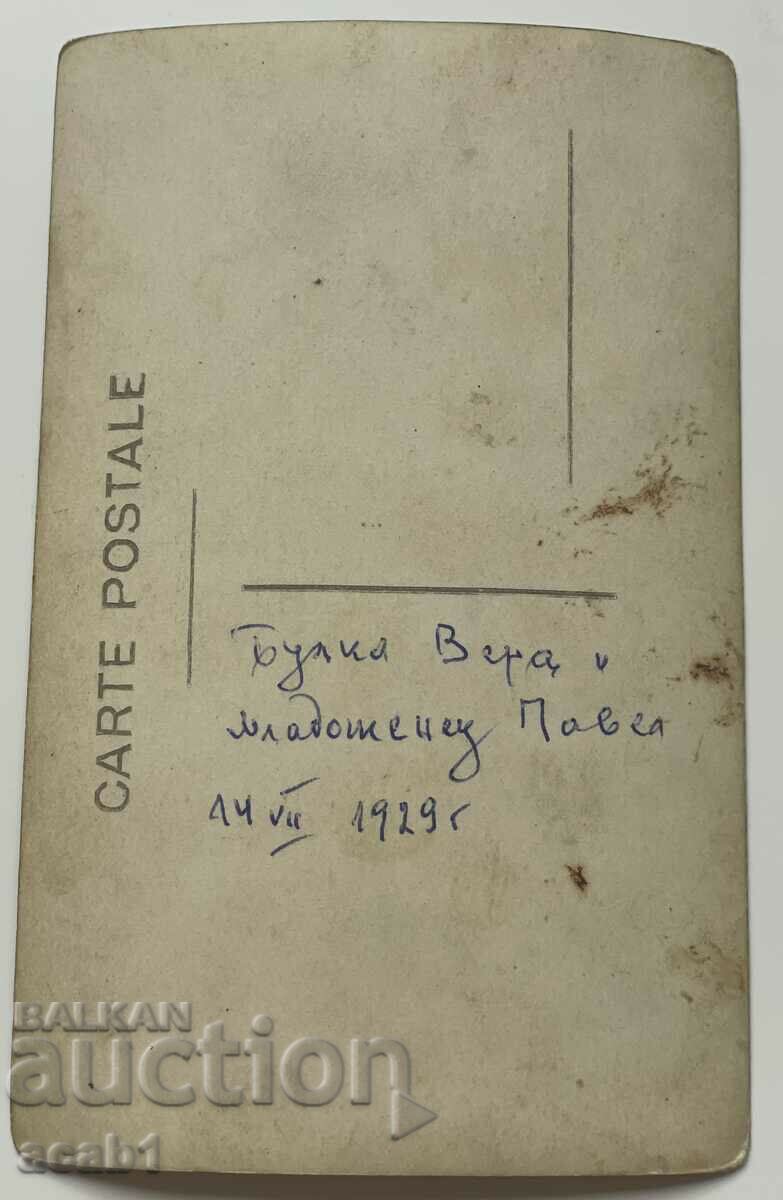 CARTE POSTALE
Булка Вера и
младоженец Павел
14 VII 1929 г
BALKAN
auction
acab1